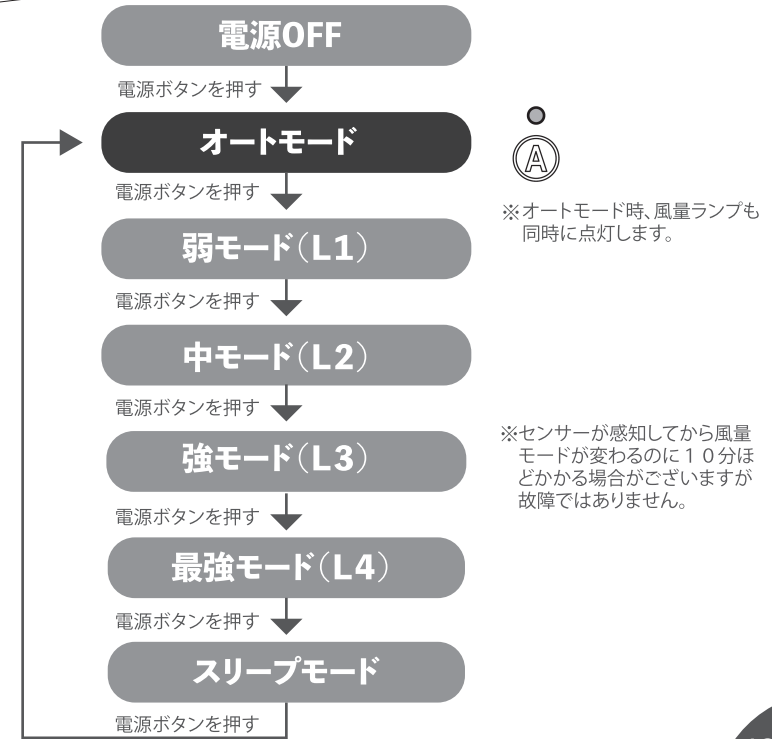 電源OFF
電源ボタンを押す
オートモード
電源ボタンを押す
弱モード（L1）
電源ボタンを押す
中モード（L2）
電源ボタンを押す
強モード（L3）
電源ボタンを押す
最強モード（L4）
電源ボタンを押す
スリープモード
電源ボタンを押す
A
※オートモード時、風量ランプも
同時に点灯します。
※センサーが感知してから風量
モードが変わるのに１０分ほ
どかかる場合がございますが
故障ではありません。